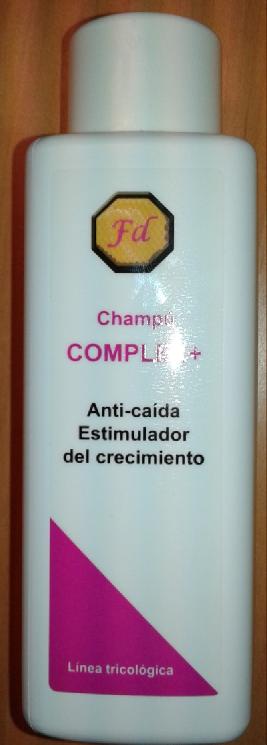 Fd
Champú
Anti-caída
Estimulador
del crecimiento
Línea tricológica